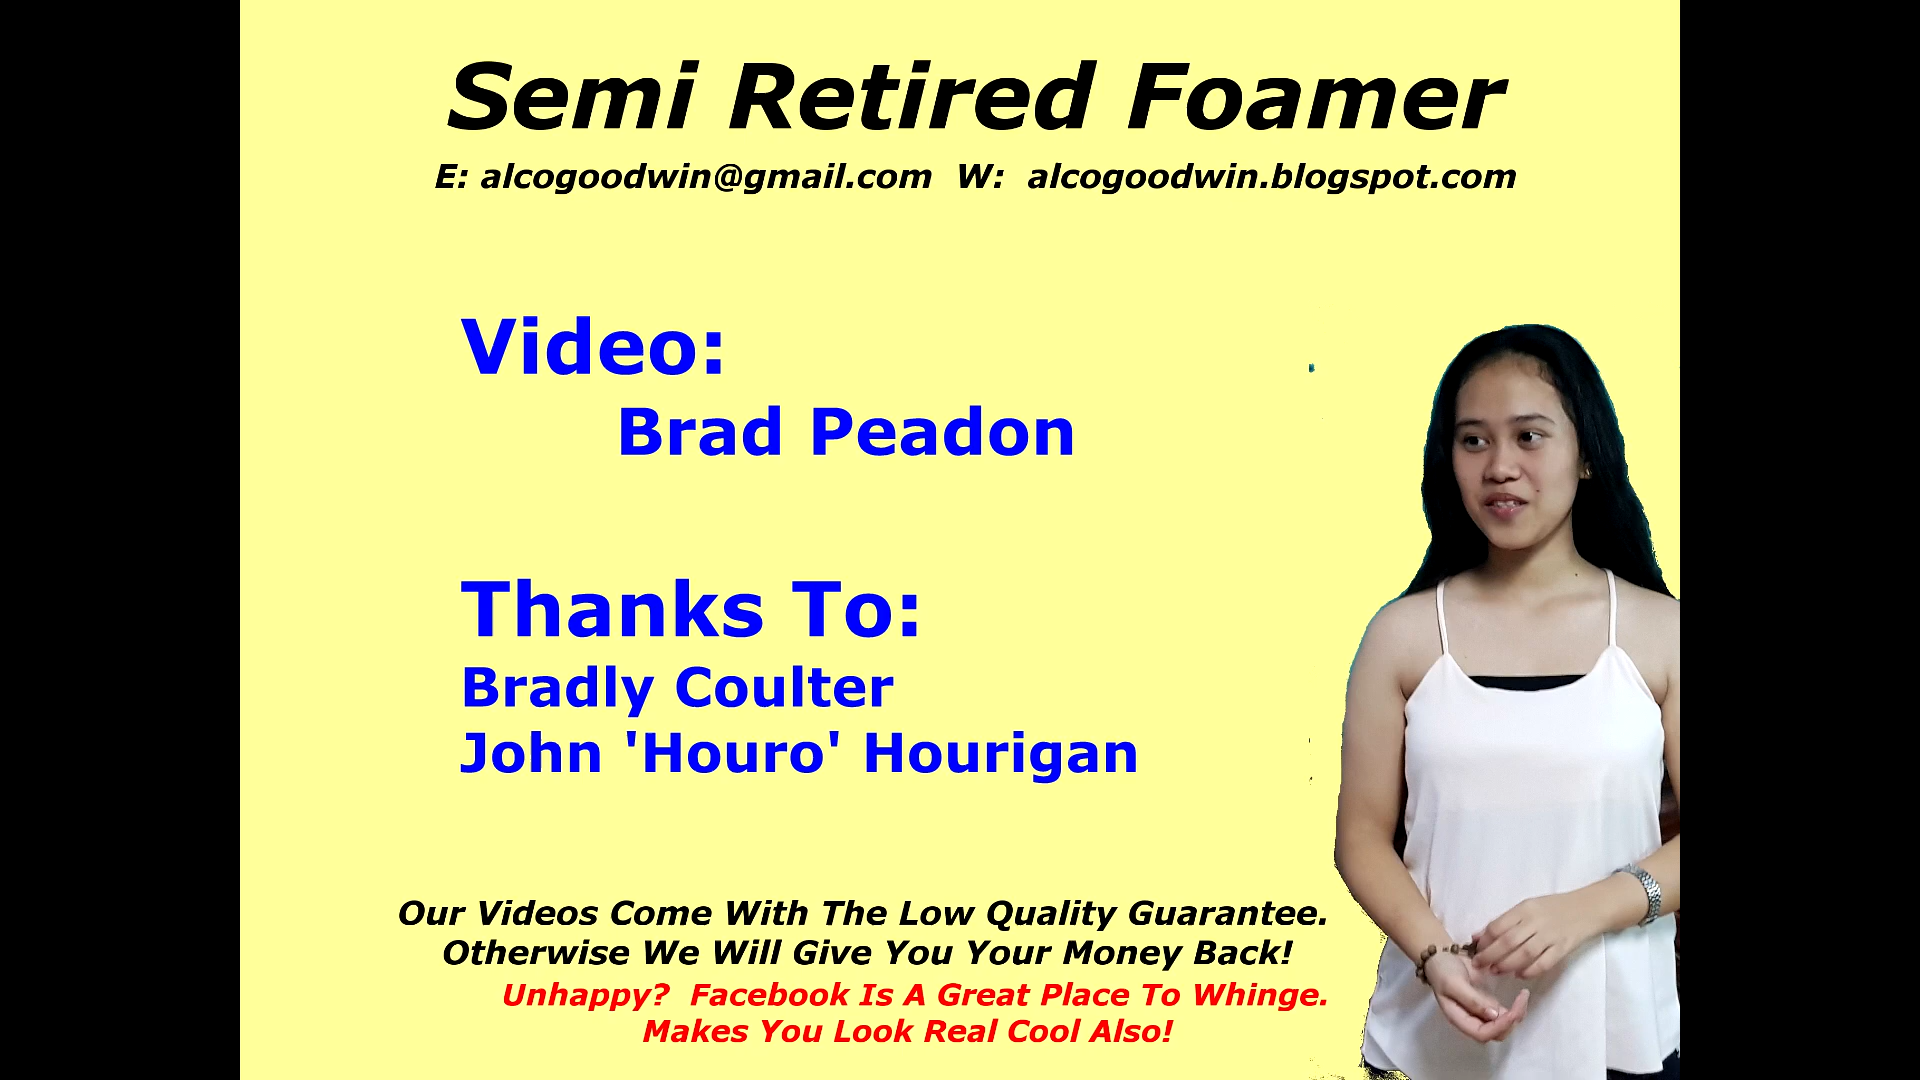 Semi Retired Foamer
E: alcogoodwin@gmail.com  W:  alcogoodwin.blogspot.com
Video:
Brad Peadon
Thanks To:
Bradly Coulter
John 'Houro' Hourigan
Our Videos Come With The Low Quality Guarantee.
Otherwise We Will Give You Your Money Back!
Unhappy?  Facebook Is A Great Place To Whinge.
Makes You Look Real Cool Also!